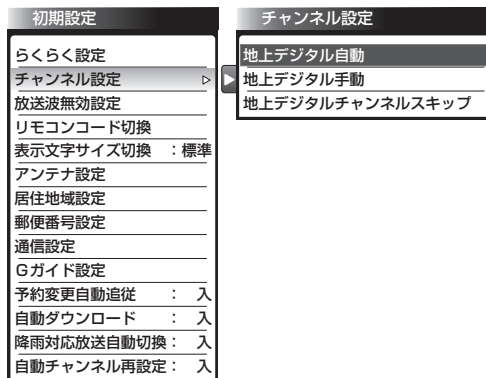 初期設定
らくらく設定
チャンネル設定
放送波無効設定
リモコンコード切換
表示文字サイズ切換 ：標準
アンテナ設定
居住地域設定
郵便番号設定
通信設定
Gガイド設定
予約変更自動追従 ： 入
自動ダウンロード ： 入
降雨対応放送自動切換： 入
自動チャンネル再設定： 入
チャンネル設定
地上デジタル自動
地上デジタル手動
地上デジタルチャンネルスキップ